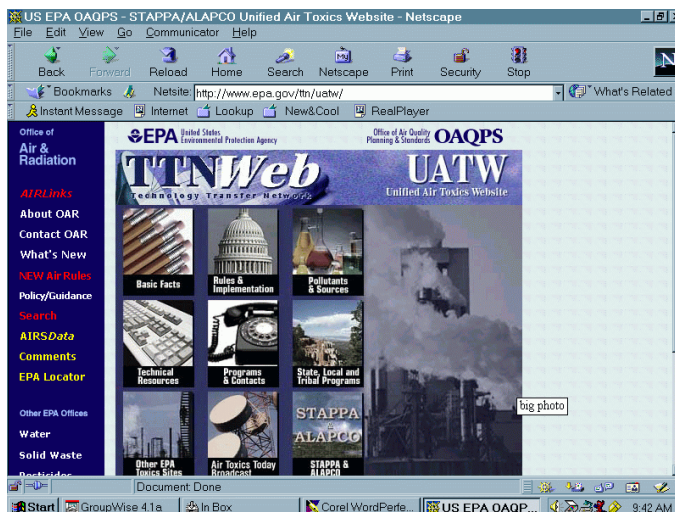 US EPA OAQPS - STAPPA/ALAPCO Unified Air Toxics Website - Netscape
File Edit View Go Communicator Help
Back Forward Reload Home Search Netscape Print Security Stop
My
N
Bookmarks Netsite: http://www.epa.gov/ttn/uatw/ What's Related
Instant Message Internet Lookup New&Cool RealPlayer
Office of
Air &
Radiation
AIRLinks
About OAR
Contact OAR
What's New
NEW Air Rules
Policy/Guidance
Search
AIRSData
Comments
EPA Locator
Other EPA Offices
Water
Solid Waste
Pesticides
EPA United States
Environmental Protection Agency
Office of Air Quality
Planning & Standards OAQPS
TTNWeb
Technology Transfer Network
UATW
Unified Air Toxics Website
Basic Facts
Rules &
Implementation
Pollutants
& Sources
Technical
Resources
Programs
& Contacts
State, Local and
Tribal Programs
Other EPA
Toxics Sites
Air Toxics Today
Broadcast
STAPPA
&
ALAPCO
STAPPA &
ALAPCO
big photo
Document: Done
Start GroupWise 4.1a In Box Corel WordPerfe... US EPA OAQP... 9:42 AM